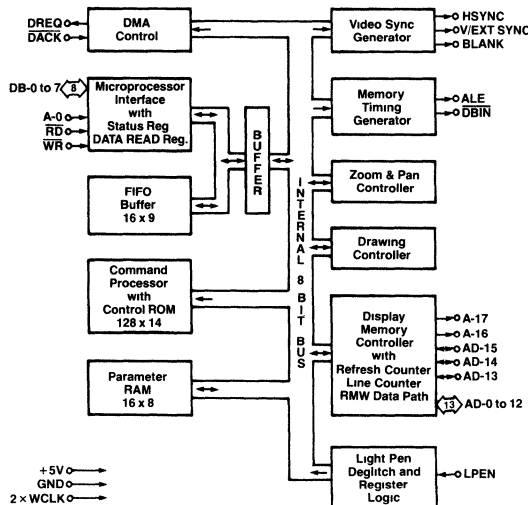 DREQ
DACK
DMA
Control
DB-0 to 7
8
A-0
RD
WR
Microprocessor
Interface
with
Status Reg
DATA READ Reg.
FIFO
Buffer
16 x 9
BUFFER
Command
Processor
with
Control ROM
128 x 14
Parameter
RAM
16 x 8
+5V
GND
2 × WCLK
INTERNAL 8 BIT BUS
Video Sync
Generator
HSYNC
V/EXT SYNC
BLANK
Memory
Timing
Generator
ALE
DBIN
Zoom & Pan
Controller
Drawing
Controller
Display
Memory
Controller
with
Refresh Counter
Line Counter
RMW Data Path
A-17
A-16
AD-15
AD-14
AD-13
13
AD-0 to 12
Light Pen
Deglitch and
Register
Logic
LPEN